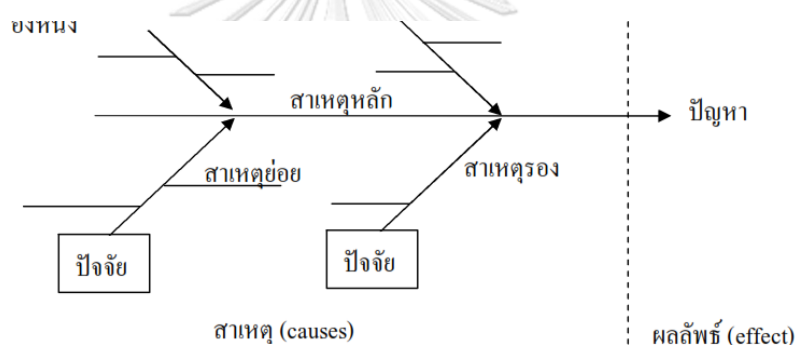 สาเหตุหลัก
ปัญหา
สาเหตุย่อย
สาเหตุรอง
ปัจจัย
ปัจจัย
สาเหตุ (causes)
ผลลัพธ์ (effect)